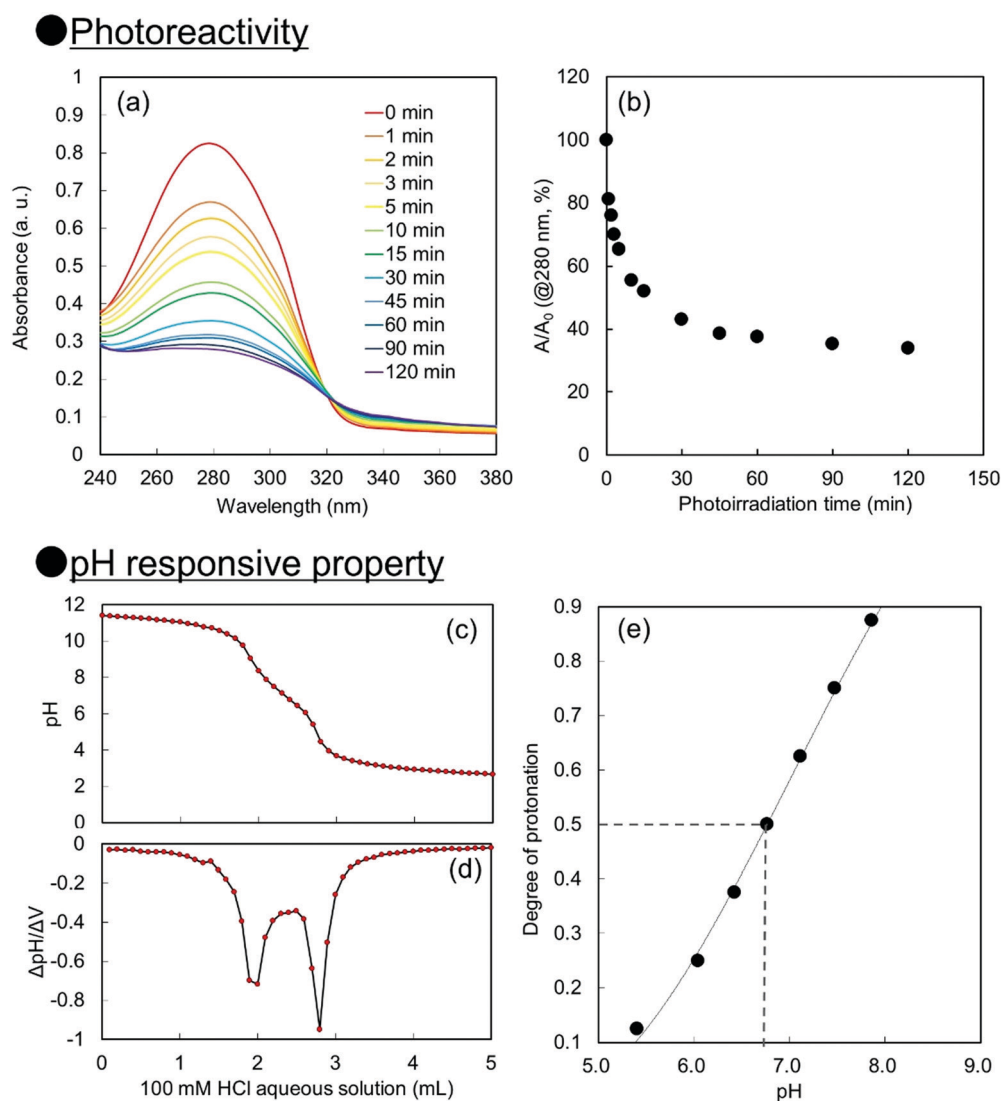 ●Photoreactivity
(a)
1
0.9
0.8
0.7
0.6
0.5
0.4
0.3
0.2
0.1
0
Absorbance (a. u.)
0 min
1 min
2 min
3 min
5 min
10 min
15 min
30 min
45 min
60 min
90 min
120 min
240 260 280 300 320 340 360 380
Wavelength (nm)
(b)
120
100
80
60
40
20
0
A/A₀ (@280 nm, %)
0 30 60 90 120 150
Photoirradiation time (min)
●pH responsive property
(c)
12
10
8
6
4
2
0
pH
(d)
0
-0.2
-0.4
-0.6
-0.8
-1
ΔpH/ΔV
0 1 2 3 4 5
100 mM HCl aqueous solution (mL)
(e)
0.9
0.8
0.7
0.6
0.5
0.4
0.3
0.2
0.1
Degree of protonation
5.0 6.0 7.0 8.0 9.0
pH